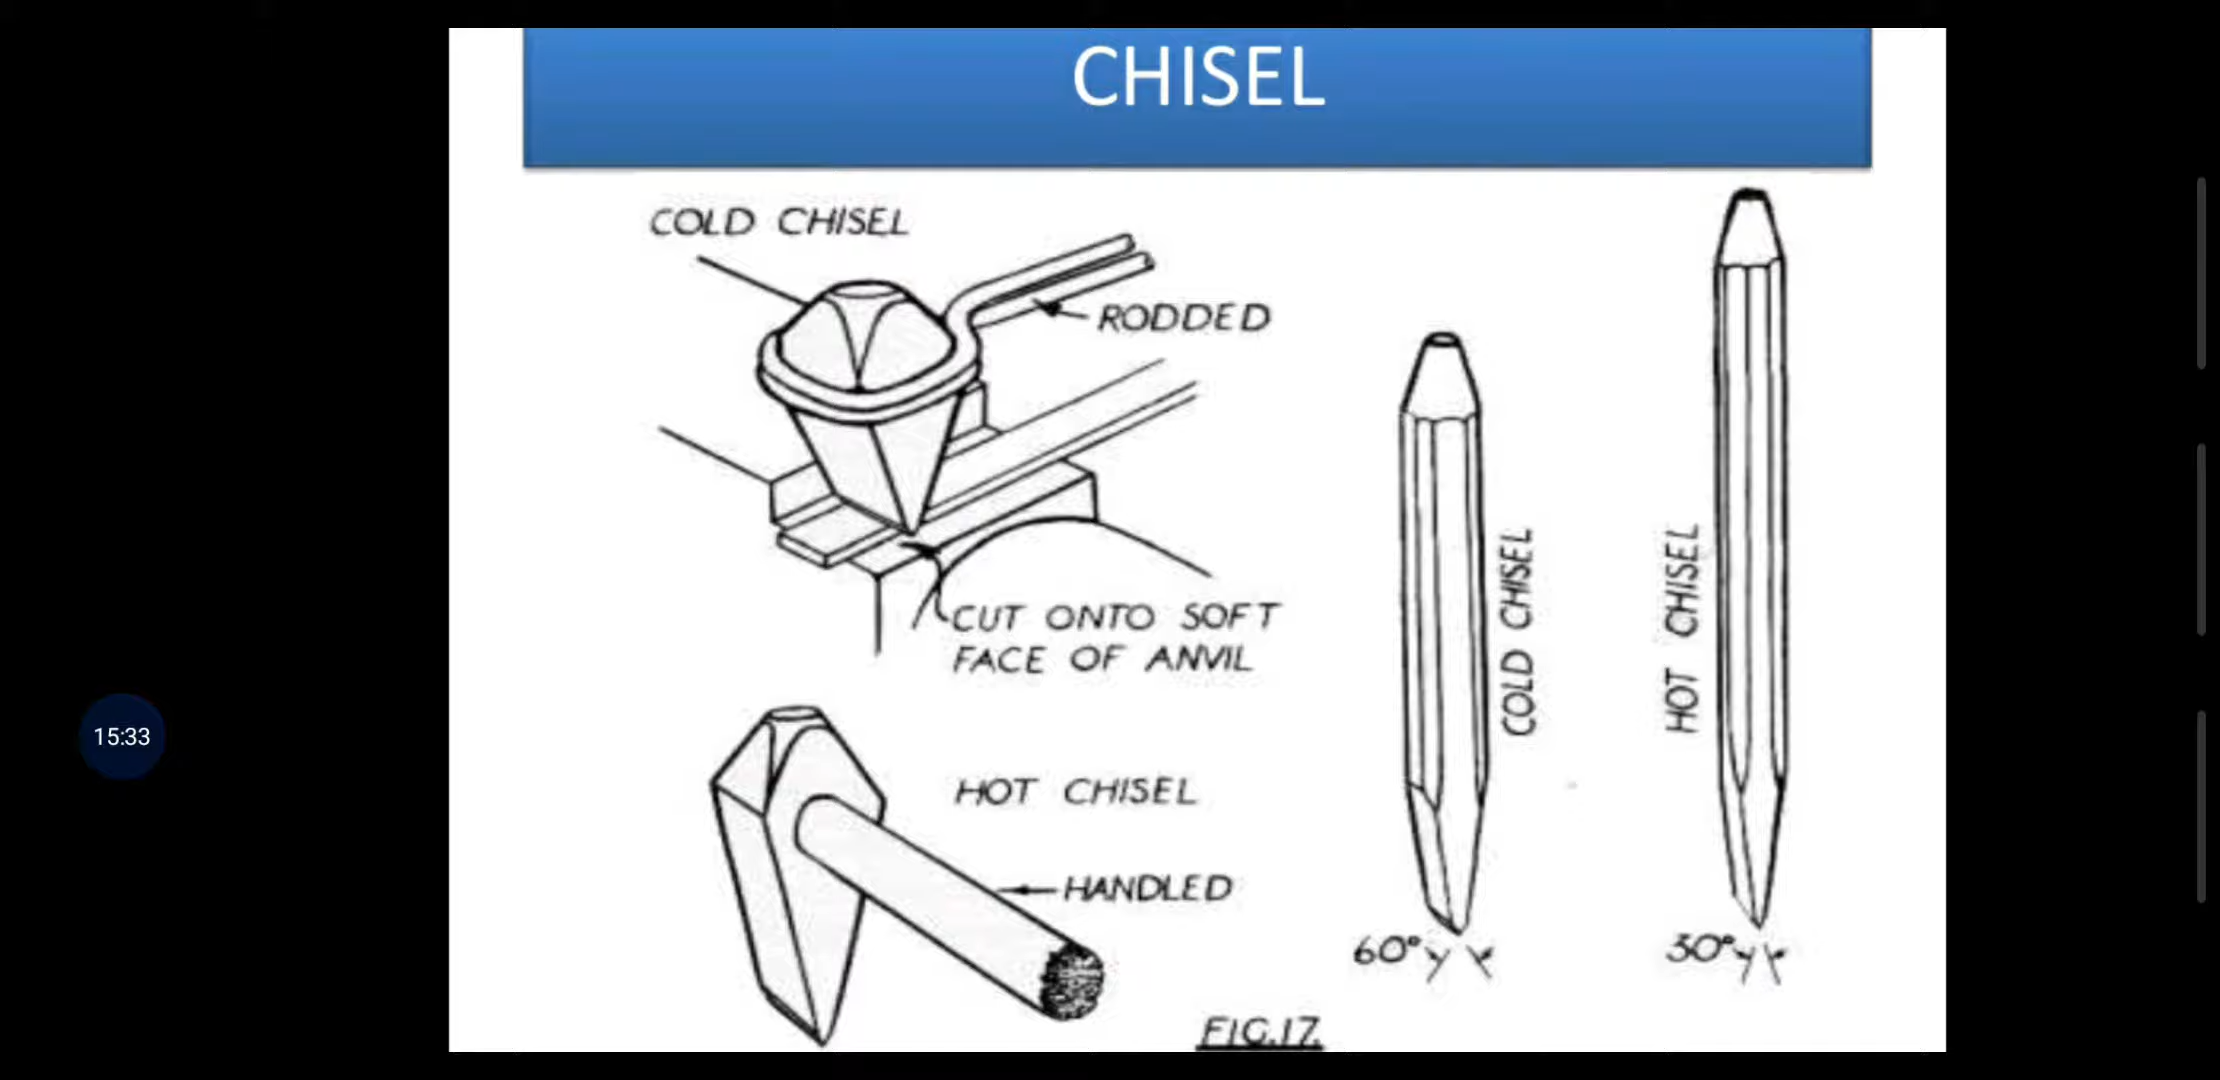 CHISEL
COLD CHISEL
RODDED
CUT ONTO SOFT
FACE OF ANVIL
HOT CHISEL
HANDLED
COLD CHISEL
HOT CHISEL
60°
30°
FIG.17.
15:33